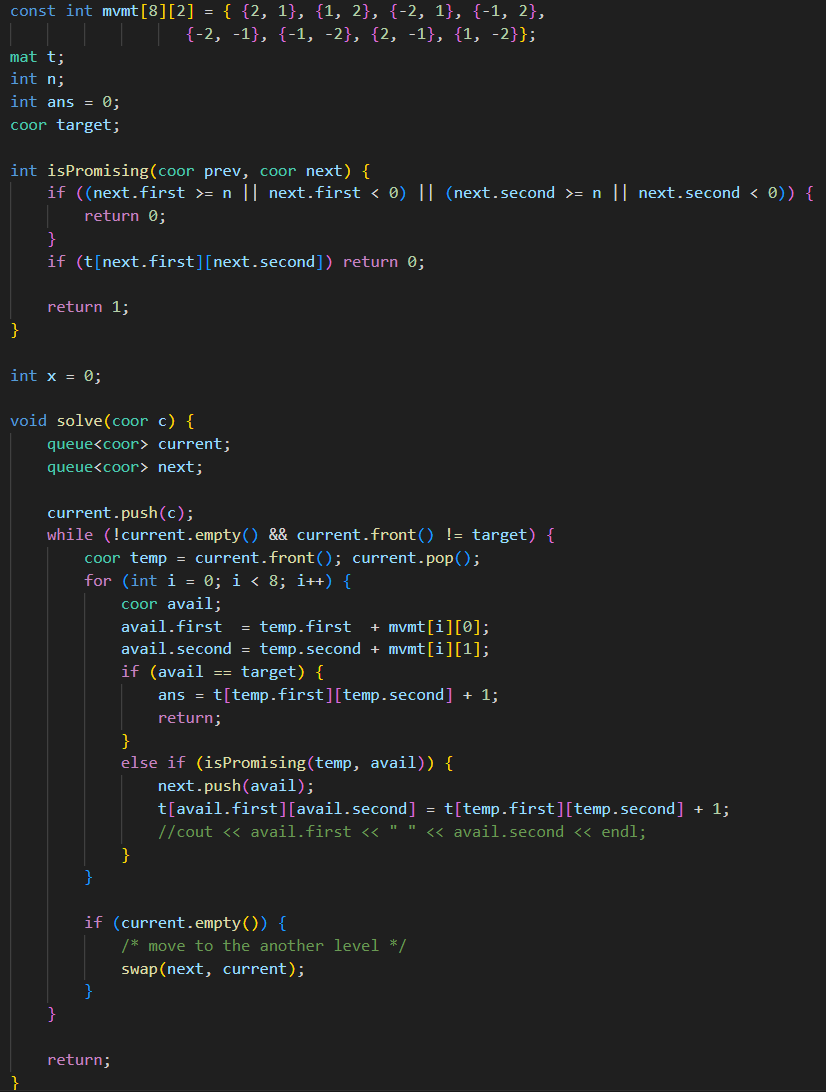 const int mvmt[8][2] = { {2, 1}, {1, 2}, {-2, 1}, {-1, 2},
                   {-2, -1}, {-1, -2}, {2, -1}, {1, -2}};
mat t;
int n;
int ans = 0;
coor target;

int isPromising(coor prev, coor next) {
    if ((next.first >= n || next.first < 0) || (next.second >= n || next.second < 0)) {
        return 0;
    }
    if (t[next.first][next.second]) return 0;

    return 1;
}

int x = 0;

void solve(coor c) {
    queue<coor> current;
    queue<coor> next;

    current.push(c);
    while (!current.empty() && current.front() != target) {
        coor temp = current.front(); current.pop();
        for (int i = 0; i < 8; i++) {
            coor avail;
            avail.first  = temp.first  + mvmt[i][0];
            avail.second = temp.second + mvmt[i][1];
            if (avail == target) {
                ans = t[temp.first][temp.second] + 1;
                return;
            }
            else if (isPromising(temp, avail)) {
                next.push(avail);
                t[avail.first][avail.second] = t[temp.first][temp.second] + 1;
                //cout << avail.first << " " << avail.second << endl;
            }
        }

        if (current.empty()) {
            /* move to the another level */
            swap(next, current);
        }
    }

    return;
}